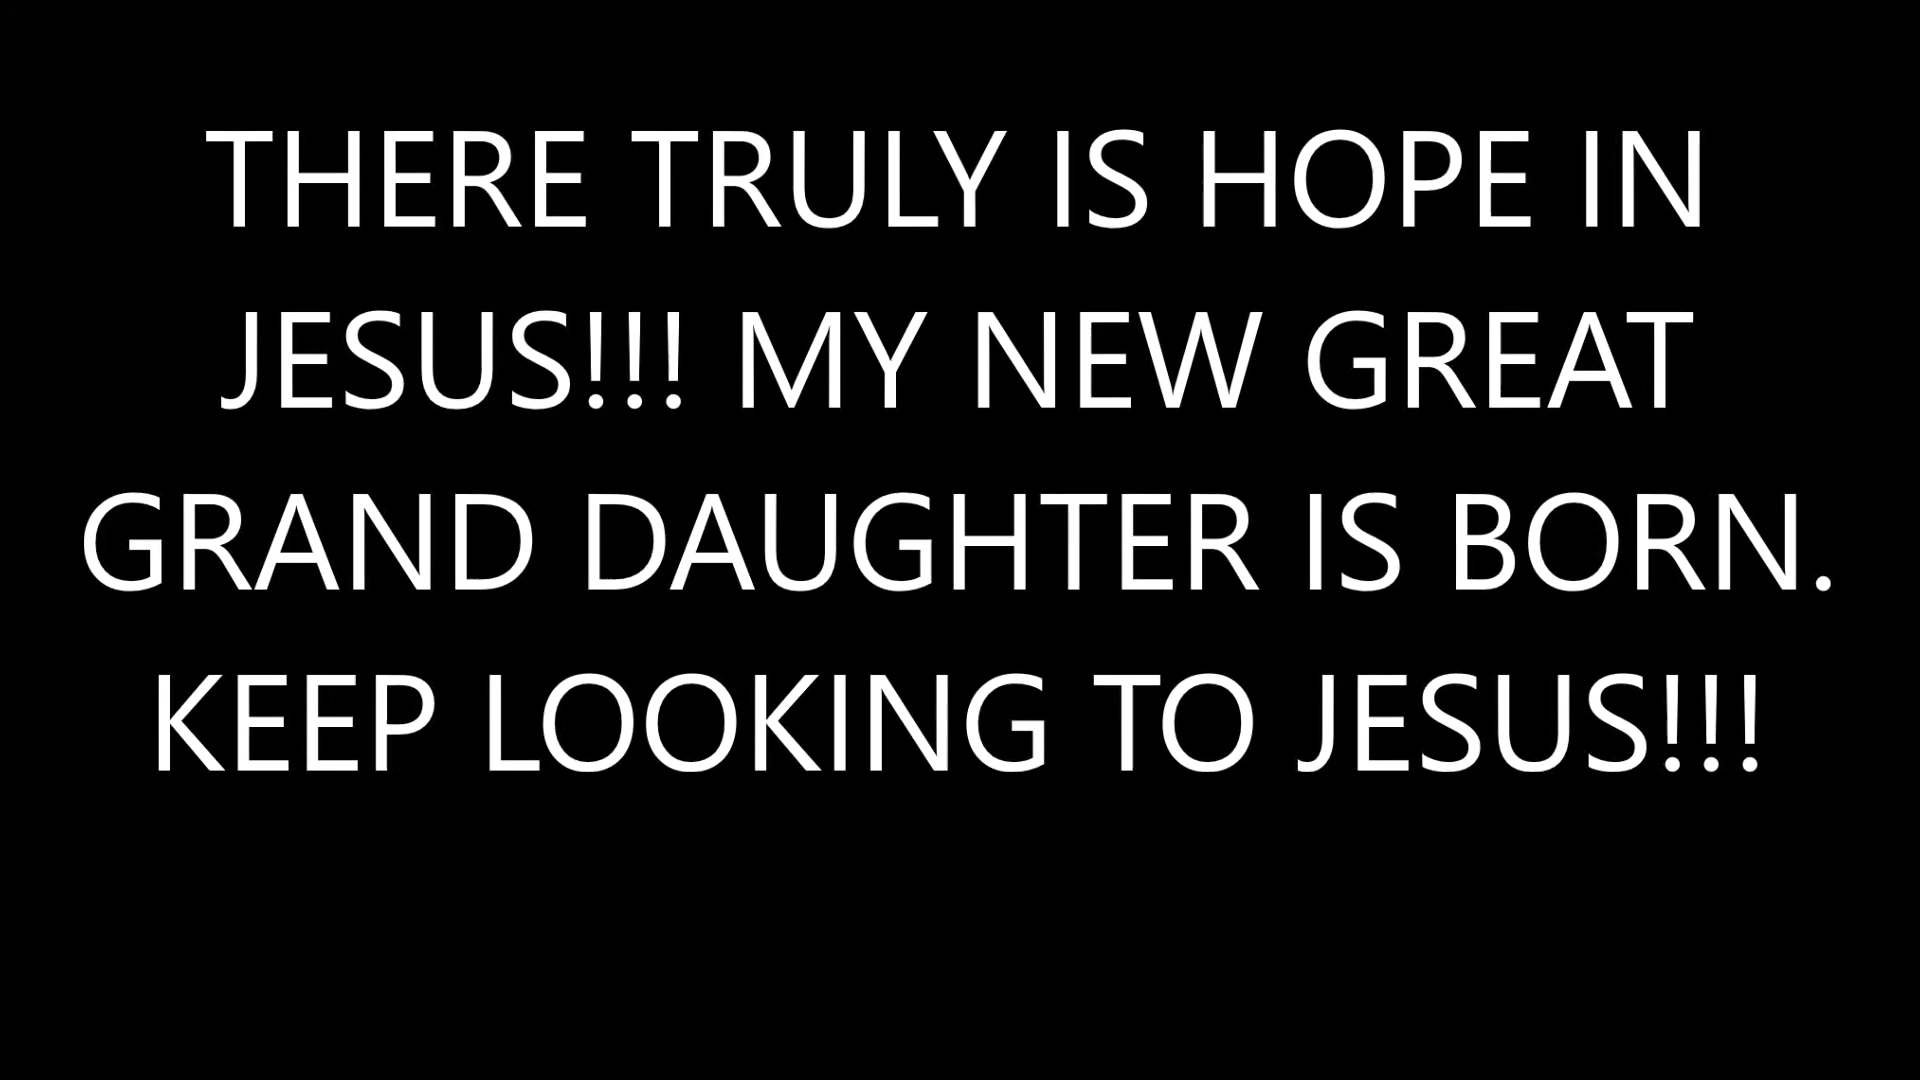 THERE TRULY IS HOPE IN
JESUS!!! MY NEW GREAT
GRAND DAUGHTER IS BORN.
KEEP LOOKING TO JESUS!!!